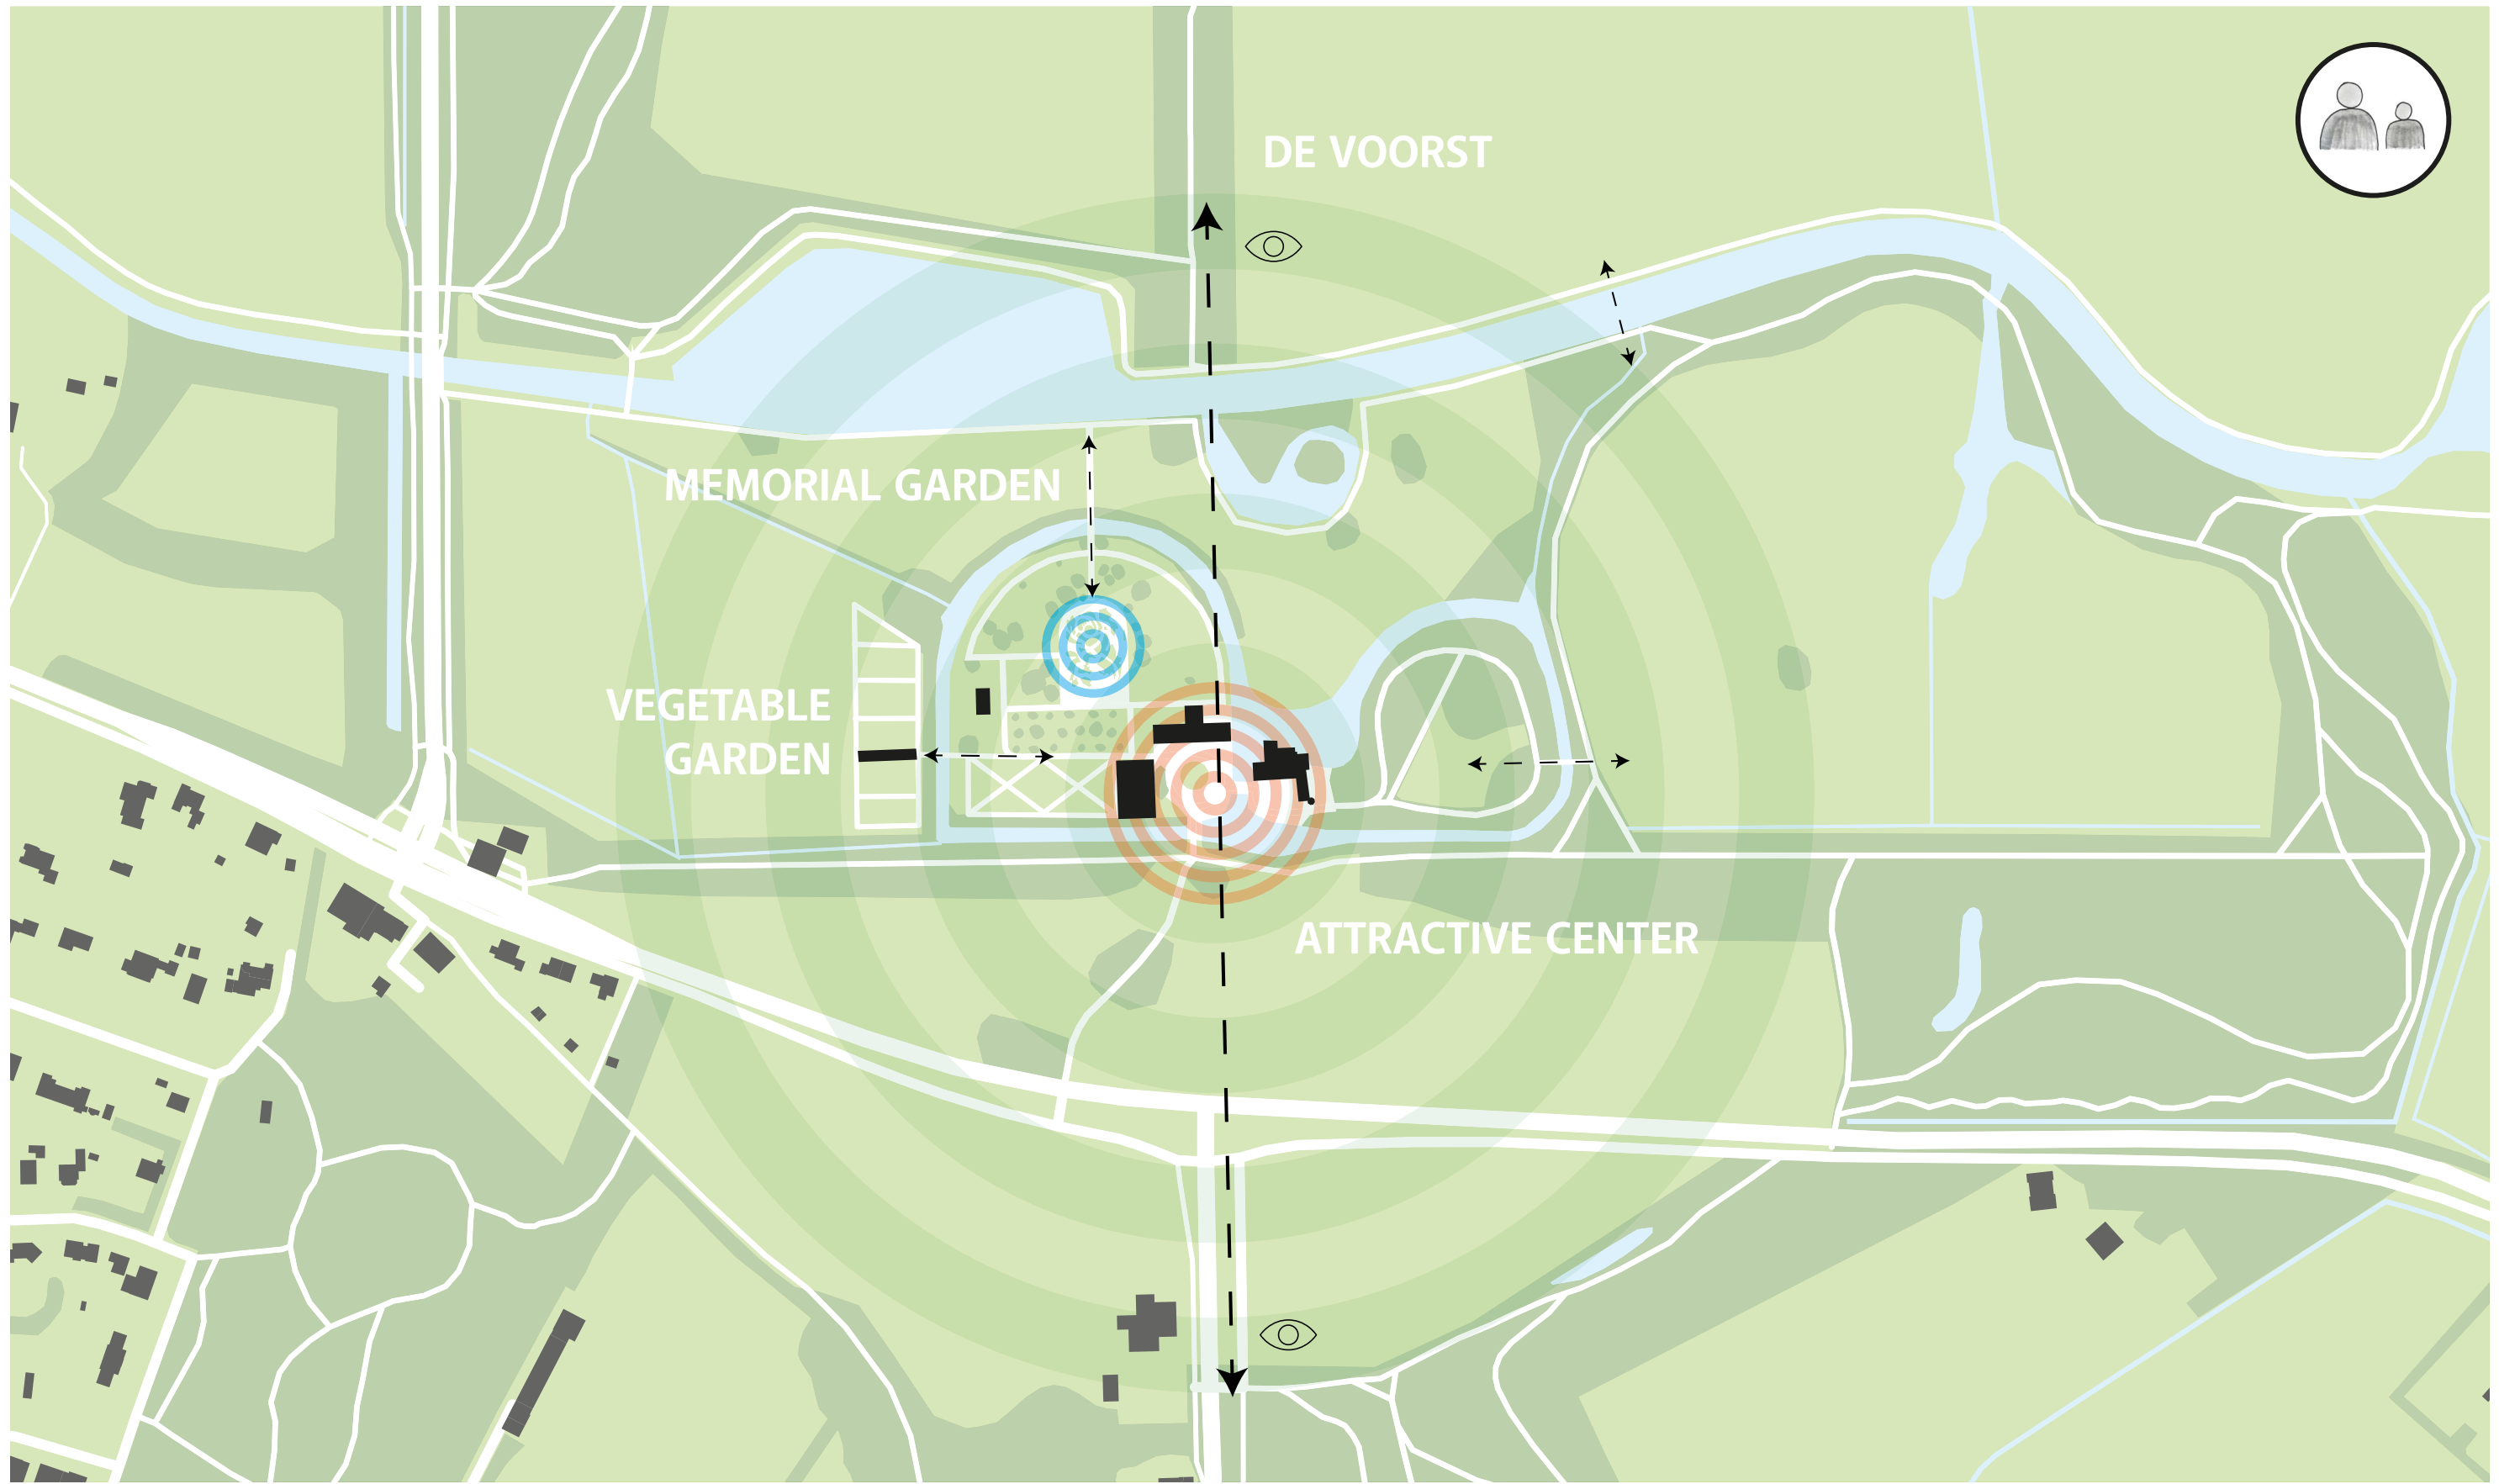 DE VOORST
MEMORIAL GARDEN
VEGETABLE
GARDEN
ATTRACTIVE CENTER